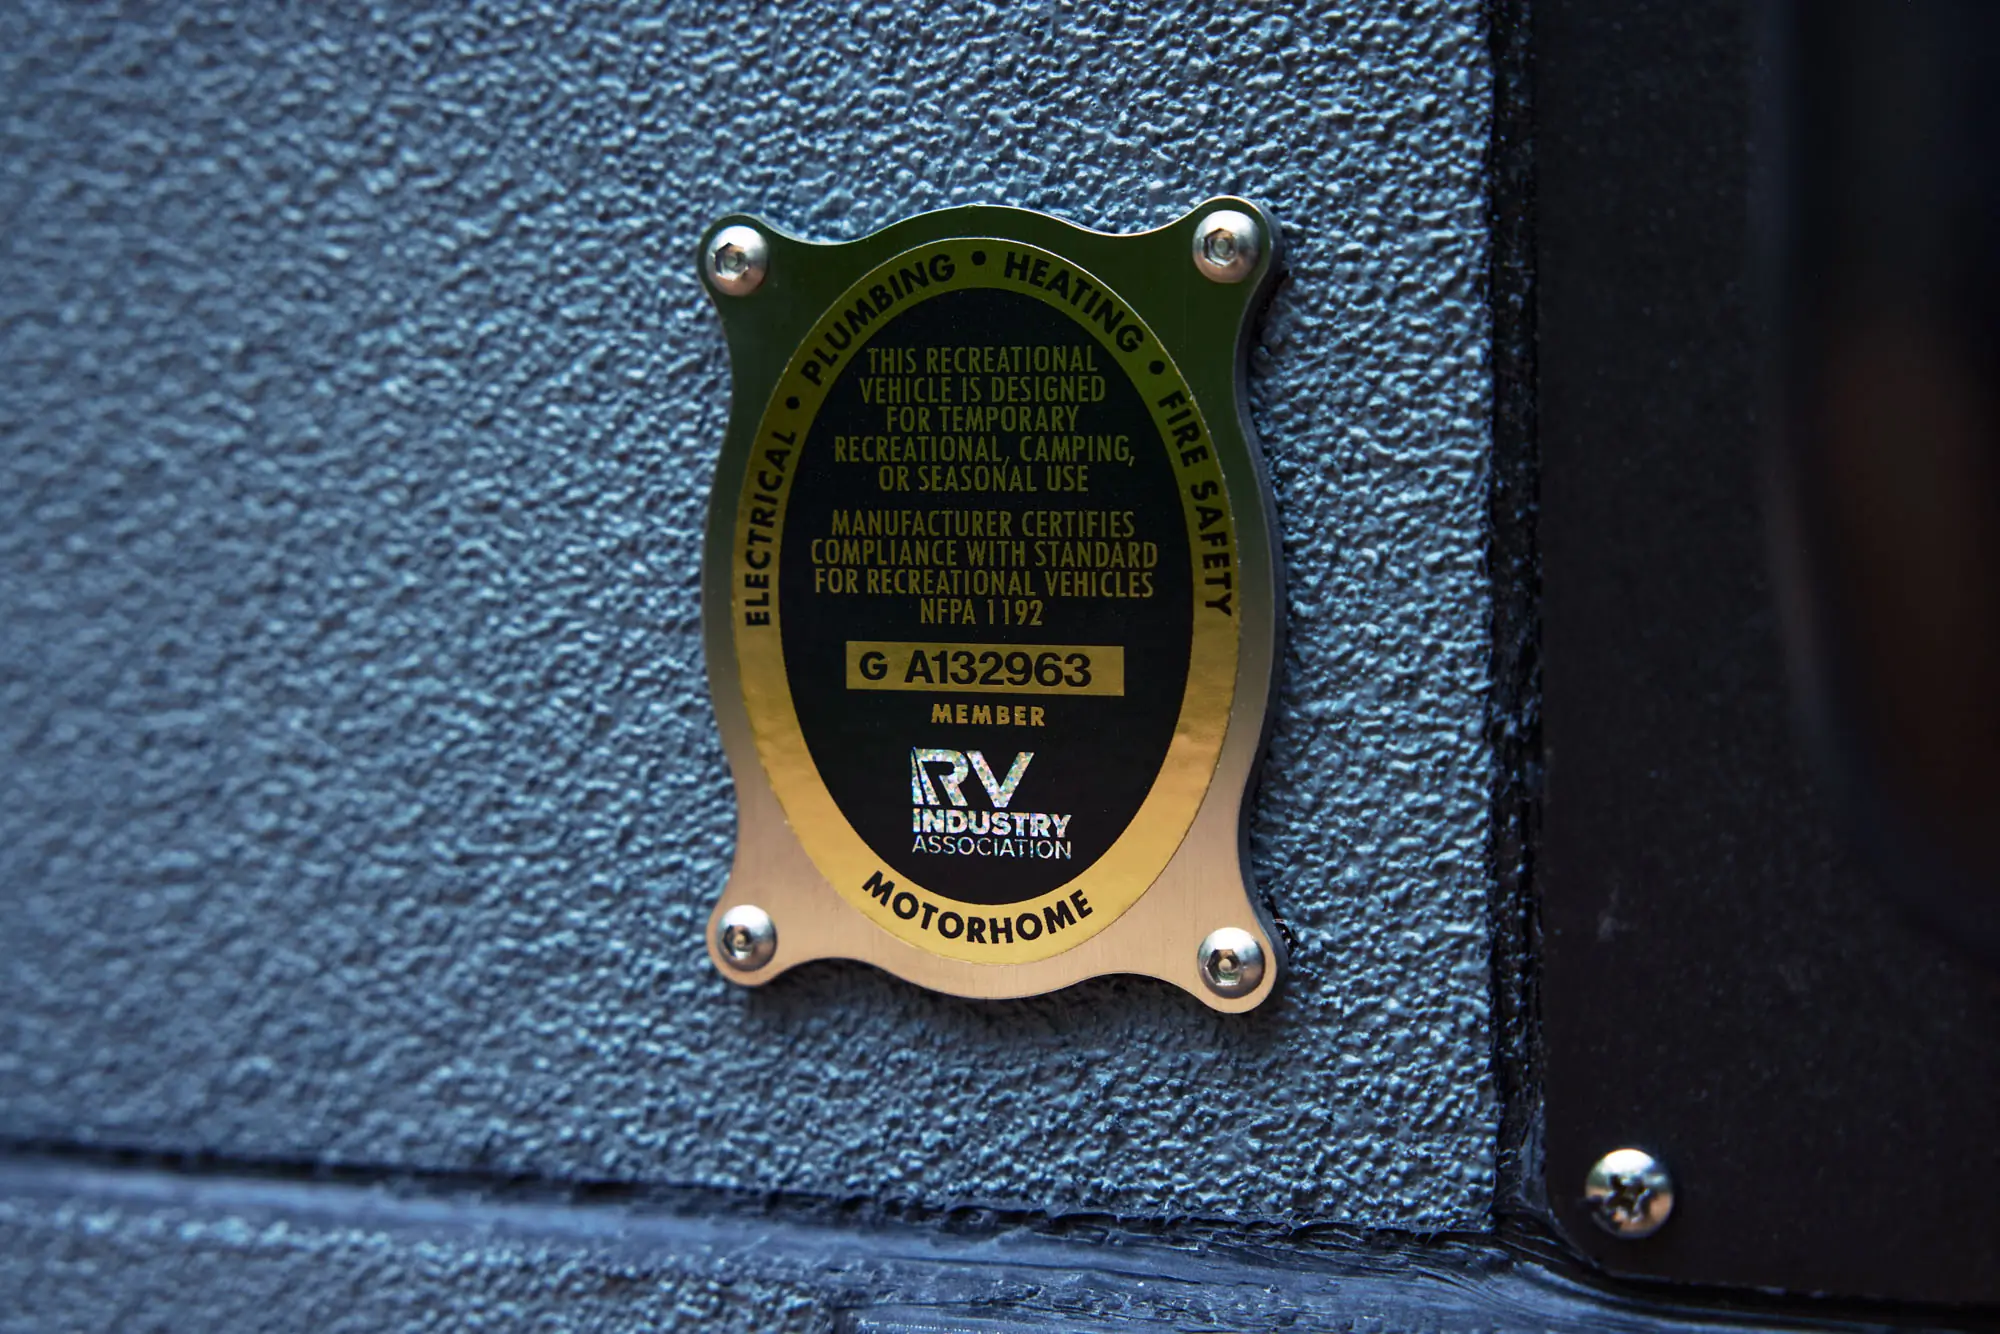 ELECTRICAL • PLUMBING • HEATING • FIRE SAFETY
THIS RECREATIONAL
VEHICLE IS DESIGNED
FOR TEMPORARY
RECREATIONAL, CAMPING,
OR SEASONAL USE
MANUFACTURER CERTIFIES
COMPLIANCE WITH STANDARD
FOR RECREATIONAL VEHICLES
NFPA 1192
G A132963
MEMBER
RV
INDUSTRY
ASSOCIATION
MOTORHOME